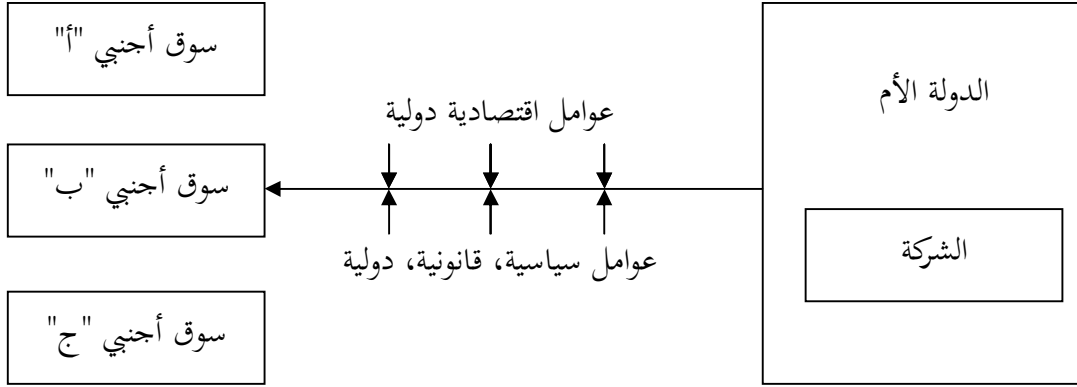 الدولة الأم
الشركة
عوامل اقتصادية دولية
عوامل سياسية، قانونية، دولية
سوق أجنبي "أ"
سوق أجنبي "ب"
سوق أجنبي "ج"